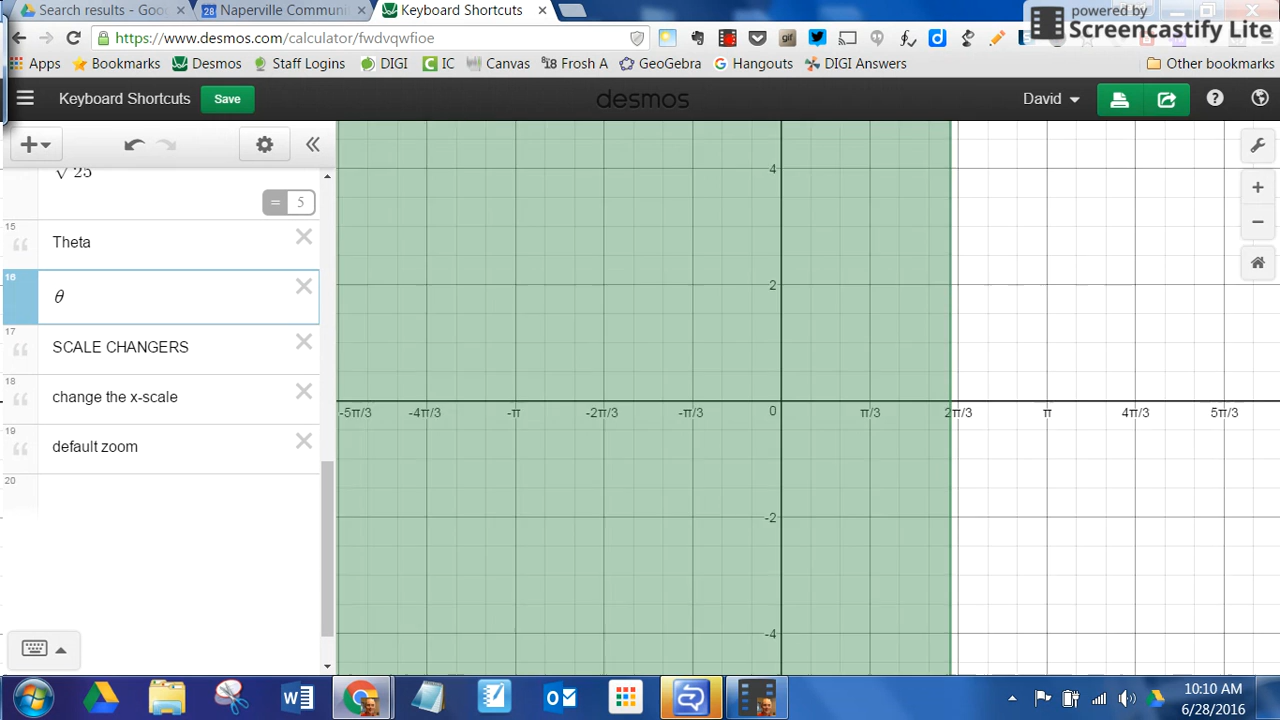 Search results - Goo
Naperville Commun
Keyboard Shortcuts
powered by
Screencastify Lite
https://www.desmos.com/calculator/fvdvqvdtqz
Apps
Bookmarks
Desmos
Staff Logins
DIGI
IC
Canvas
Frosh A
GeoGebra
Hangouts
DIGI Answers
Other bookmarks
Keyboard Shortcuts
Save
desmos
David
√25
= 5
15
Theta
16
θ
17
SCALE CHANGERS
18
change the x-scale
19
default zoom
20
4
2
-5π/3 -4π/3 -π -2π/3 -π/3 0 π/3 2π/3 π 4π/3 5π/3
-2
-4
10:10 AM
6/28/2016